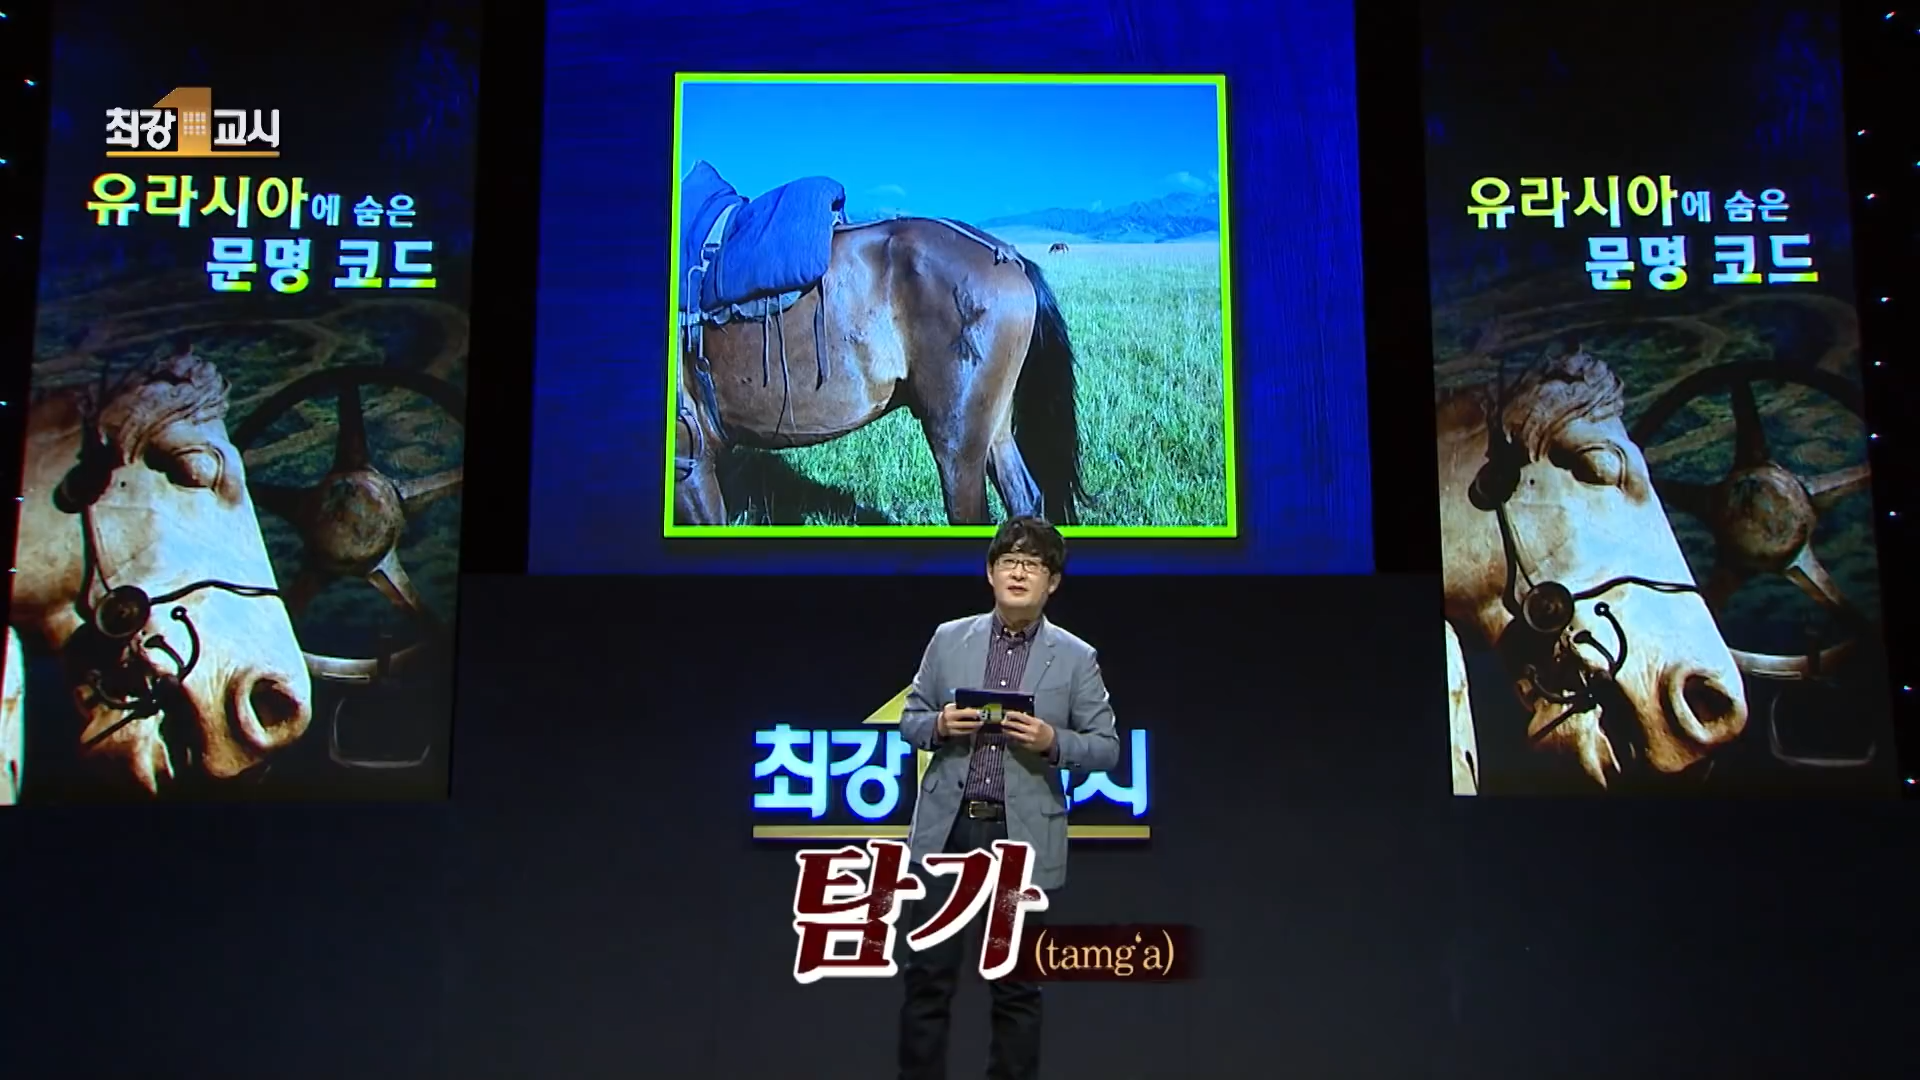 최강1교시
유라시아에 숨은
문명 코드
유라시아에 숨은
문명 코드
최강
시
탐가
(tamg‘a)